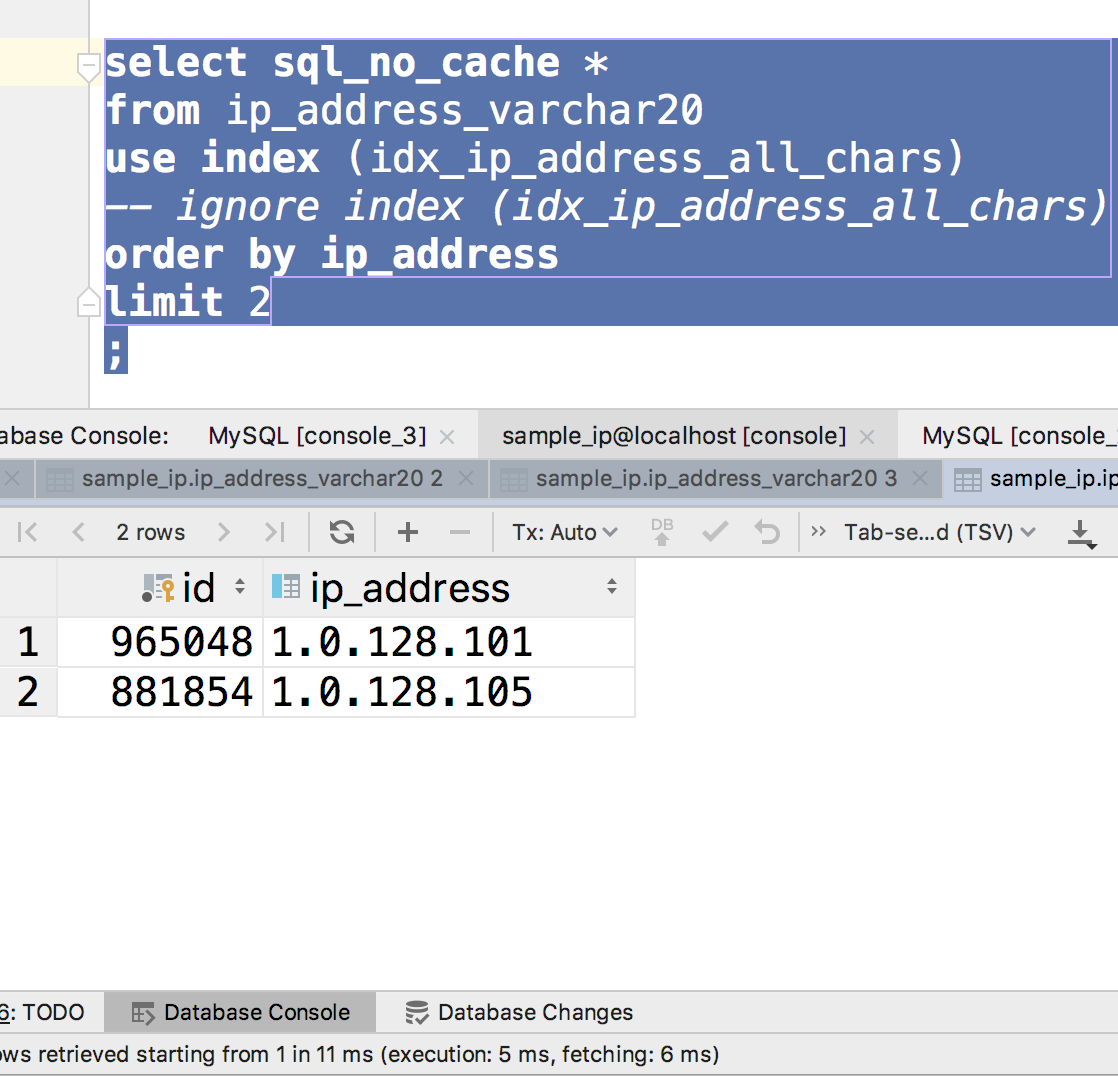 select sql_no_cache *
from ip_address_varchar20
use index (idx_ip_address_all_chars)
-- ignore index (idx_ip_address_all_chars)
order by ip_address
limit 2
;
abase Console: MySQL [console_3] sample_ip@localhost [console] MySQL [console_
sample_ip.ip_address_varchar20 2 sample_ip.ip_address_varchar20 3 sample_ip.ip
2 rows Tx: Auto DB Tab-se...d (TSV)
id ip_address
1 965048 1.0.128.101
2 881854 1.0.128.105
6: TODO Database Console Database Changes
ows retrieved starting from 1 in 11 ms (execution: 5 ms, fetching: 6 ms)